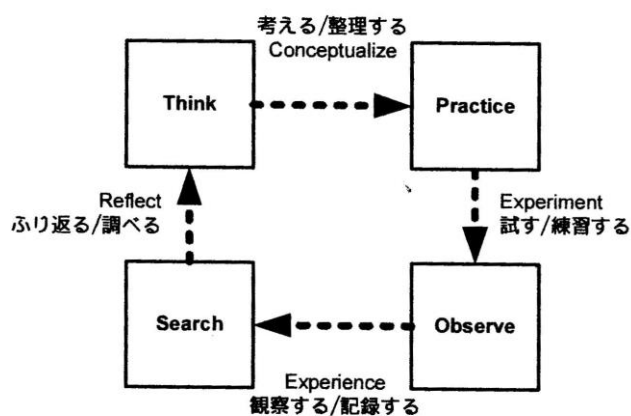 考える/整理する
Conceptualize
Think
Practice
Reflect
ふり返る/調べる
Experiment
試す/練習する
Search
Observe
Experience
観察する/記録する